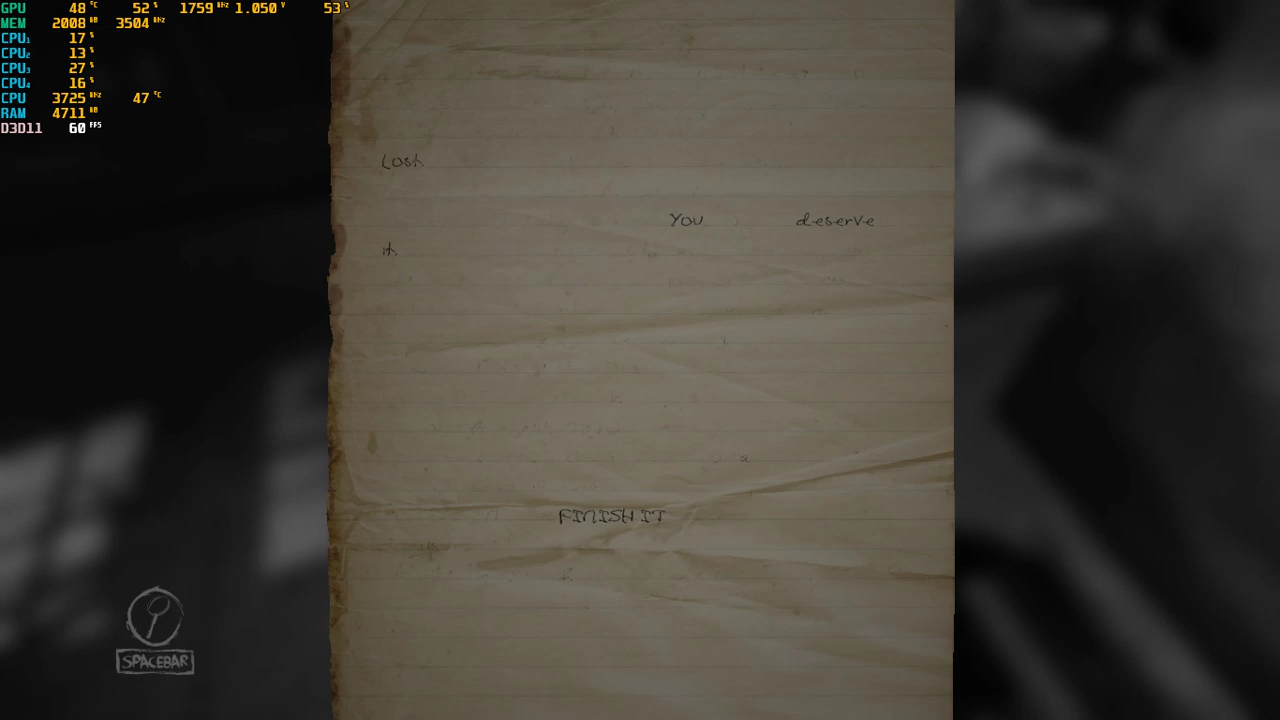 GPU 48 °C 52 % 1759 MHz 1.050 V 53 %
MEM 2008 MB 3504 MHz
CPU1 17 %
CPU2 13 %
CPU3 27 %
CPU4 16 %
CPU 3725 MHz 47 °C
RAM 4711 MB
D3D11 60 FPS
Lost.
You deserve
it.
a
FINISH IT
SPACEBAR